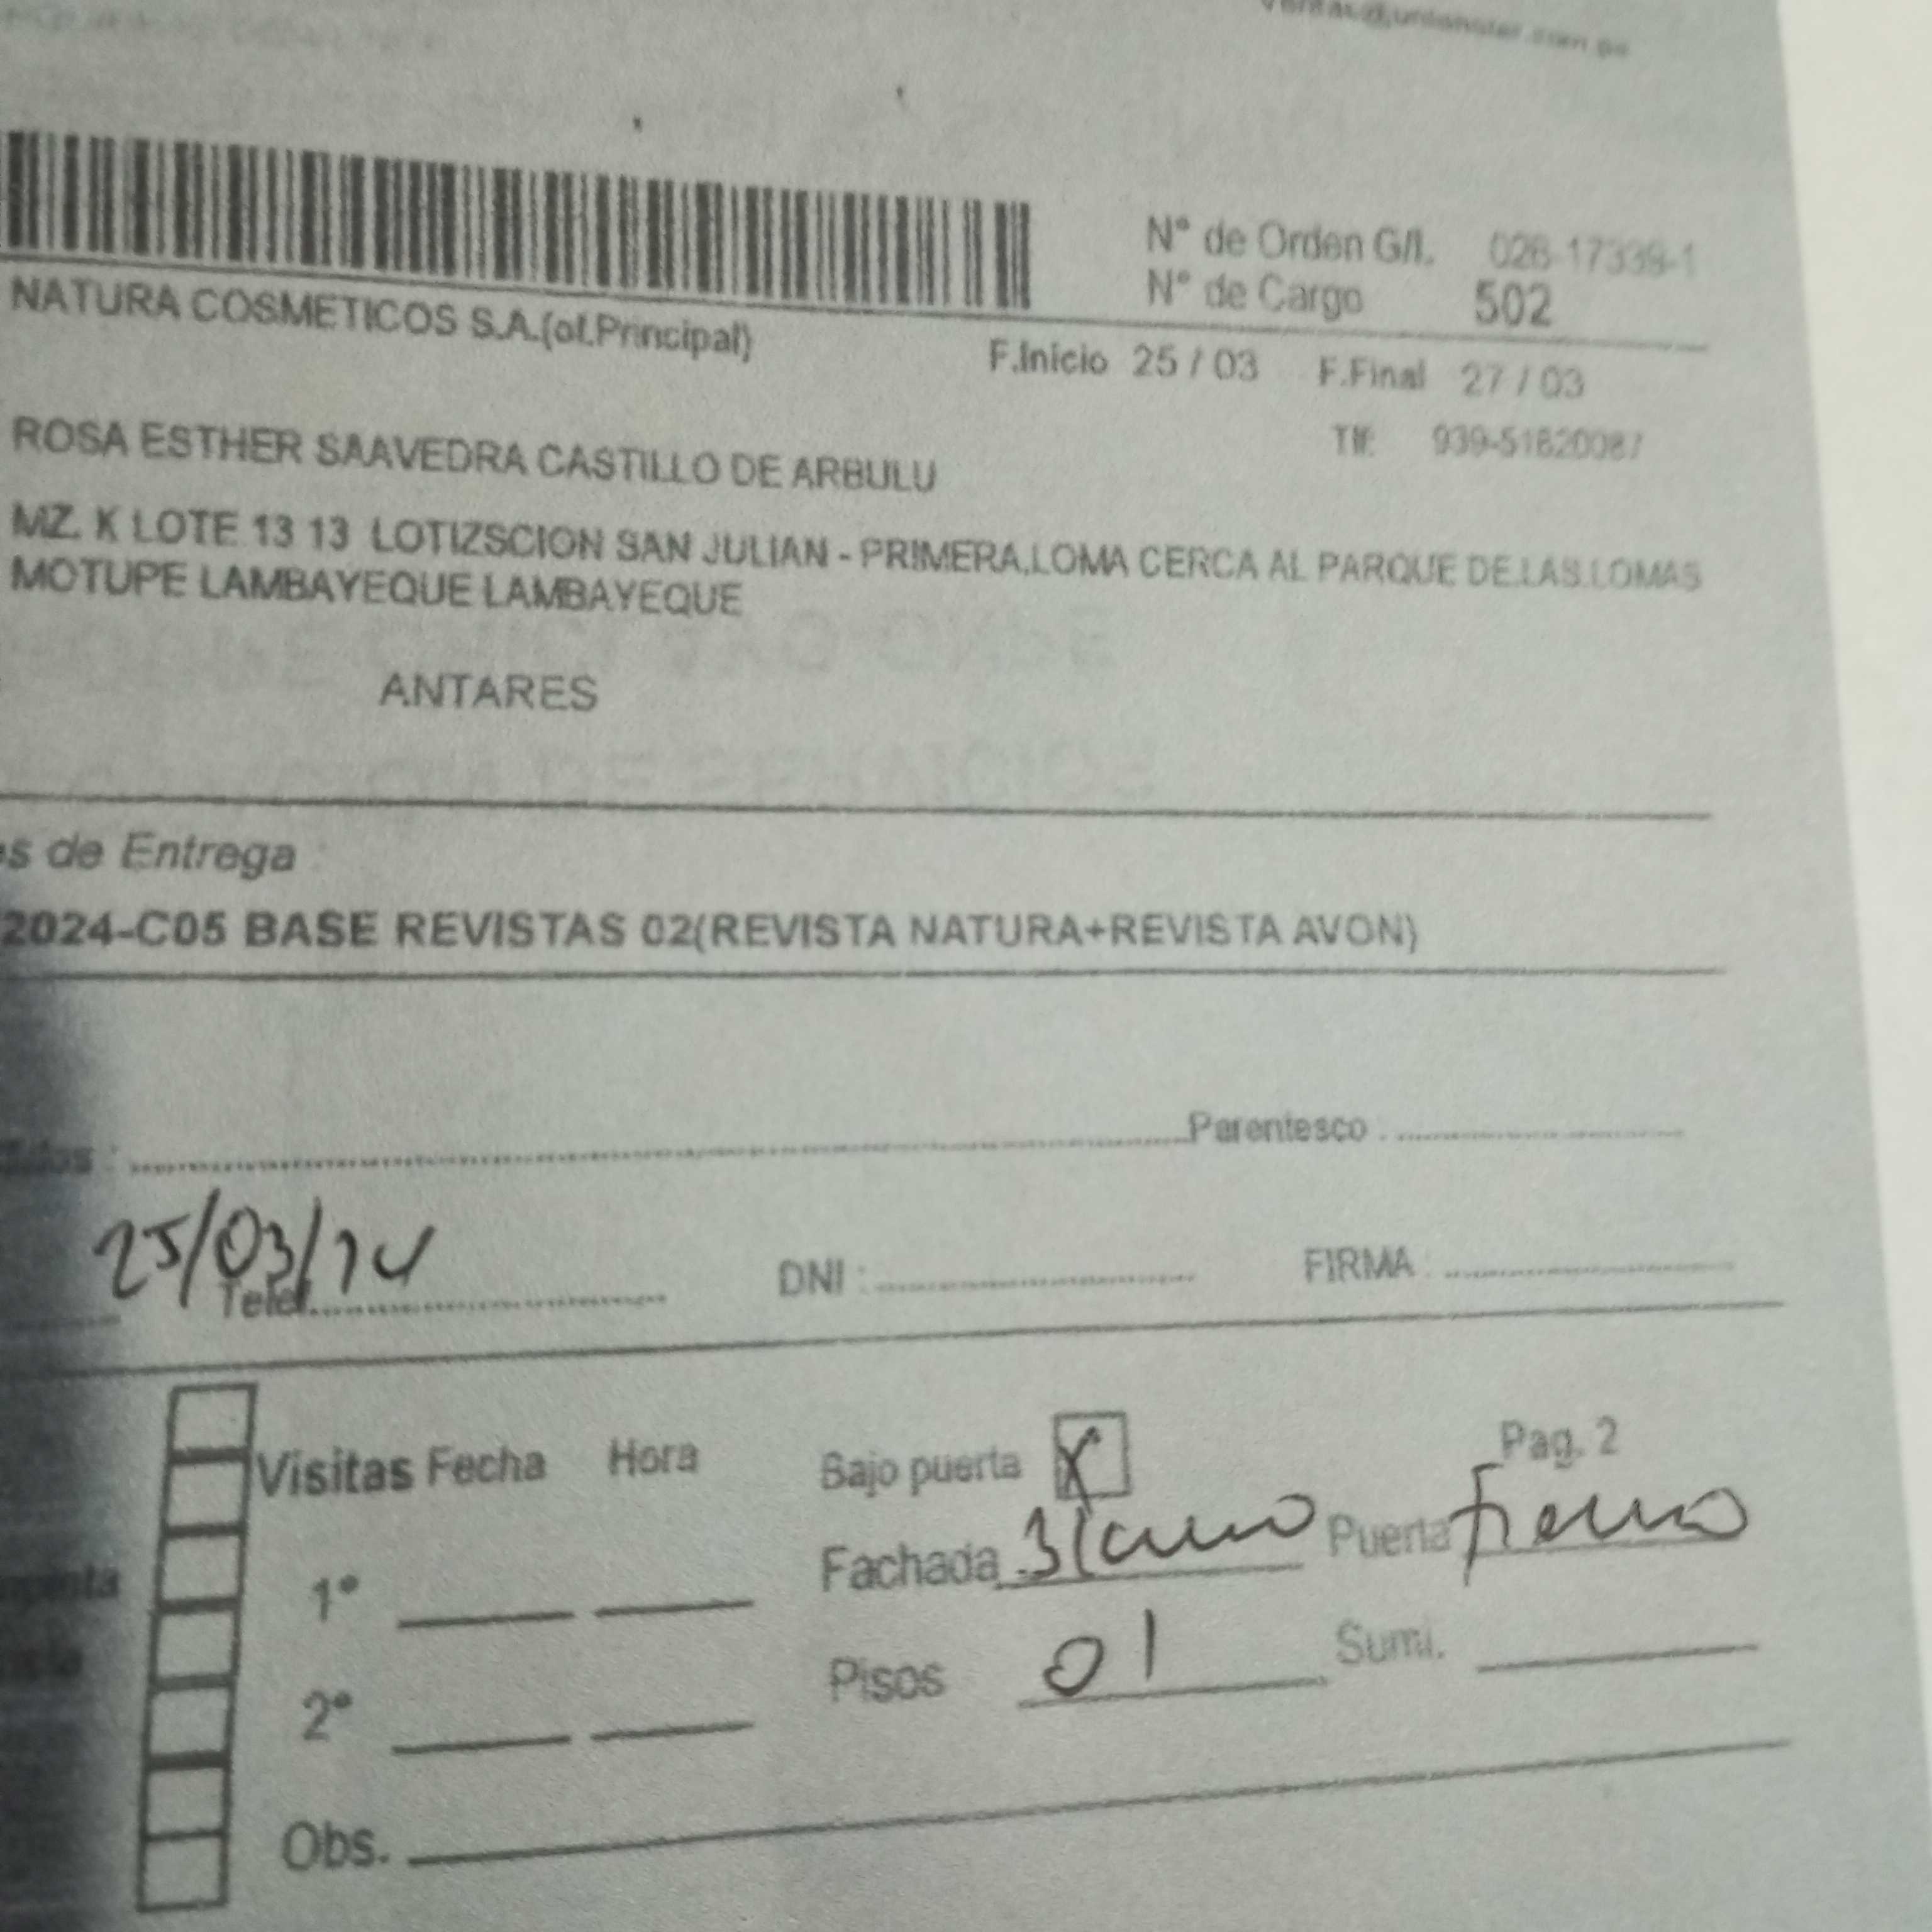 N° de Orden G/I. 026-17339-1
N° de Cargo 502
NATURA COSMETICOS S.A.(of.Principal)
F.Inicio 25 / 03 F.Final 27 / 03
ROSA ESTHER SAAVEDRA CASTILLO DE ARBULU
Tlf: 939-51820087
MZ. K LOTE 13 13 LOTIZSCION SAN JULIAN - PRIMERA.LOMA CERCA AL PARQUE DE.LAS.LOMAS
MOTUPE LAMBAYEQUE LAMBAYEQUE
ANTARES
de Entrega :
2024-C05 BASE REVISTAS 02(REVISTA NATURA+REVISTA AVON)
Parentesco :
25/03/24
Telef. DNI : FIRMA :
Visitas Fecha Hora Bajo puerta X Pag. 2
1° Fachada Blanco Puerta Fierro
2° Pisos 01 Sumi.
Obs.